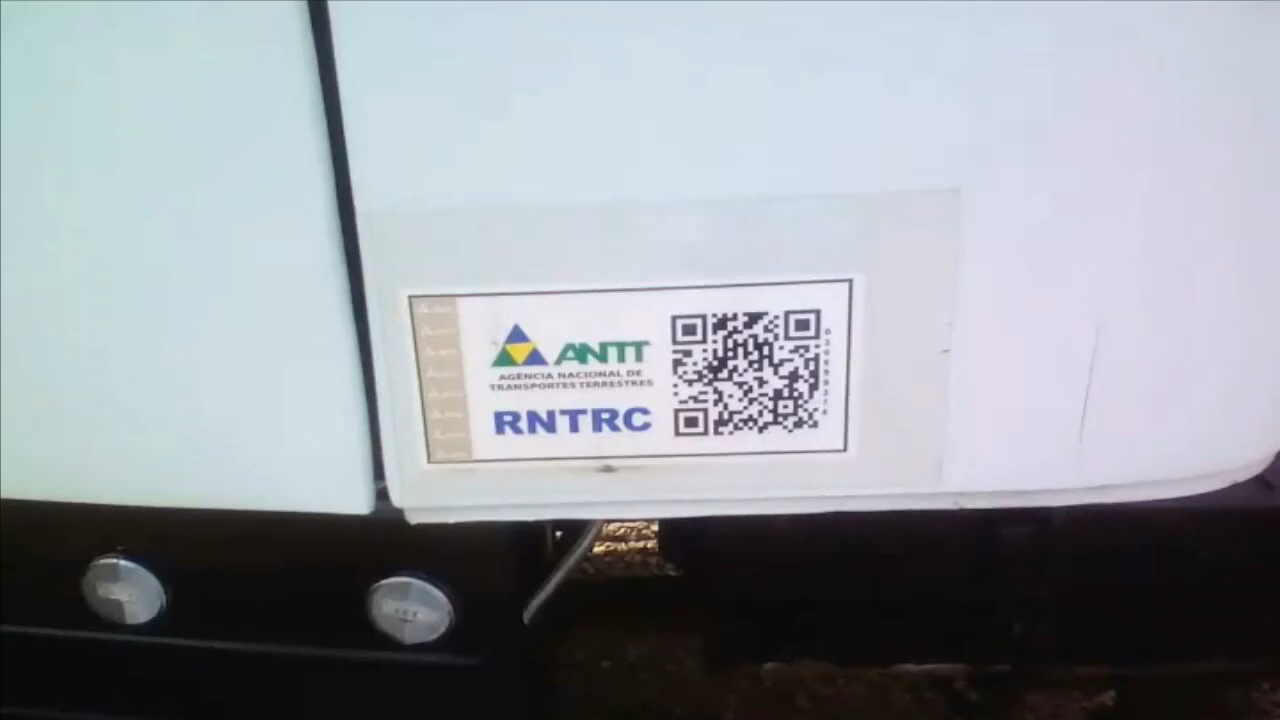 ANTT
AGÊNCIA NACIONAL DE
TRANSPORTES TERRESTRES
RNTRC